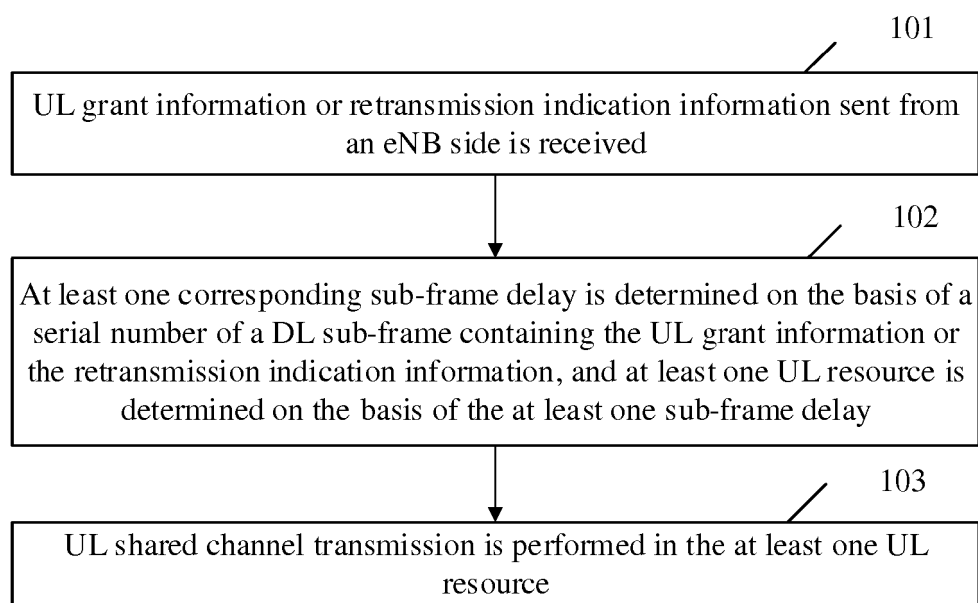 101
UL grant information or retransmission indication information sent from
an eNB side is received
102
At least one corresponding sub-frame delay is determined on the basis of a
serial number of a DL sub-frame containing the UL grant information or
the retransmission indication information, and at least one UL resource is
determined on the basis of the at least one sub-frame delay
103
UL shared channel transmission is performed in the at least one UL
resource